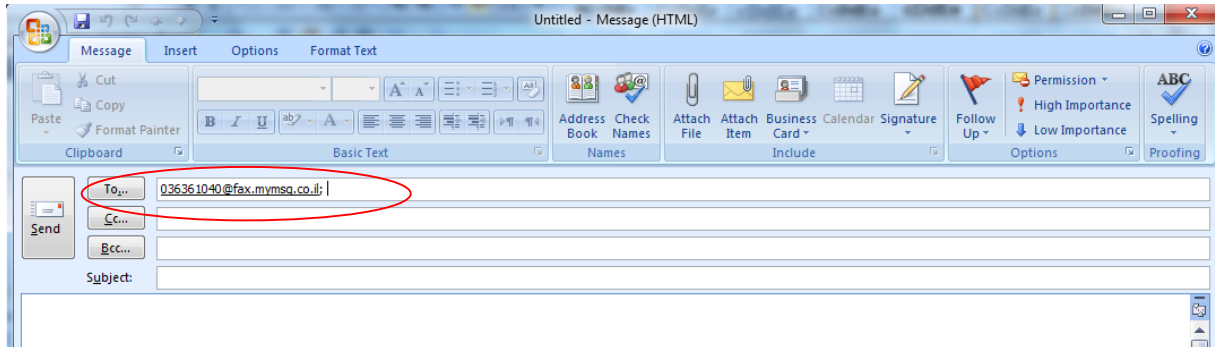 Untitled - Message (HTML)
Message Insert Options Format Text
Paste
Cut
Copy
Format Painter
Clipboard
B I U ab A
Basic Text
Address Book
Check Names
Names
Attach File
Attach Item
Business Card
Calendar
Signature
Include
Follow Up
Permission
High Importance
Low Importance
Options
ABC
Spelling
Proofing
Send
To... 036361040@fax.mymsg.co.il;
Cc...
Bcc...
Subject: